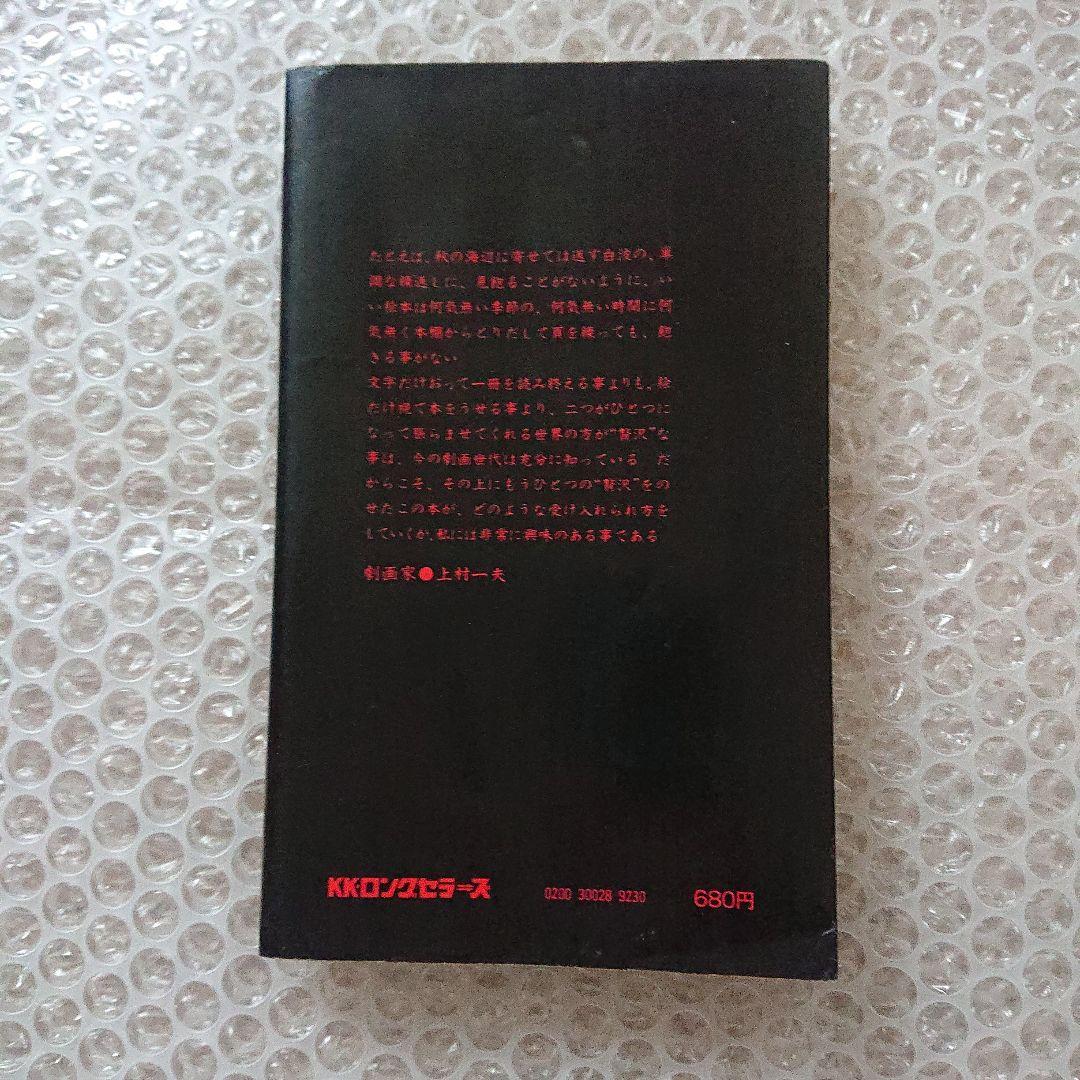 たとえば、秋の海辺に寄せては返す白波の、単
調な繰返しに、見飽ることがないように、い
い絵本は何気無い季節の、何気無い時間に何
気無く本棚からとりだして頁を繰っても、飽
きる事がない
文字だけおって一冊を読み終える事よりも、絵
だけ視て本をうせる事より、二つがひとつに
なって張らませてくれる世界の方が“贅沢”な
事は、今の劇画世代は充分に知っている だ
からこそ、その上にもうひとつの“贅沢”をの
せたこの本が、どのような受け入れられ方を
していくか、私には非常に興味のある事である
劇画家●上村一夫
KKロングセラーズ 0200 30028 9230 680円